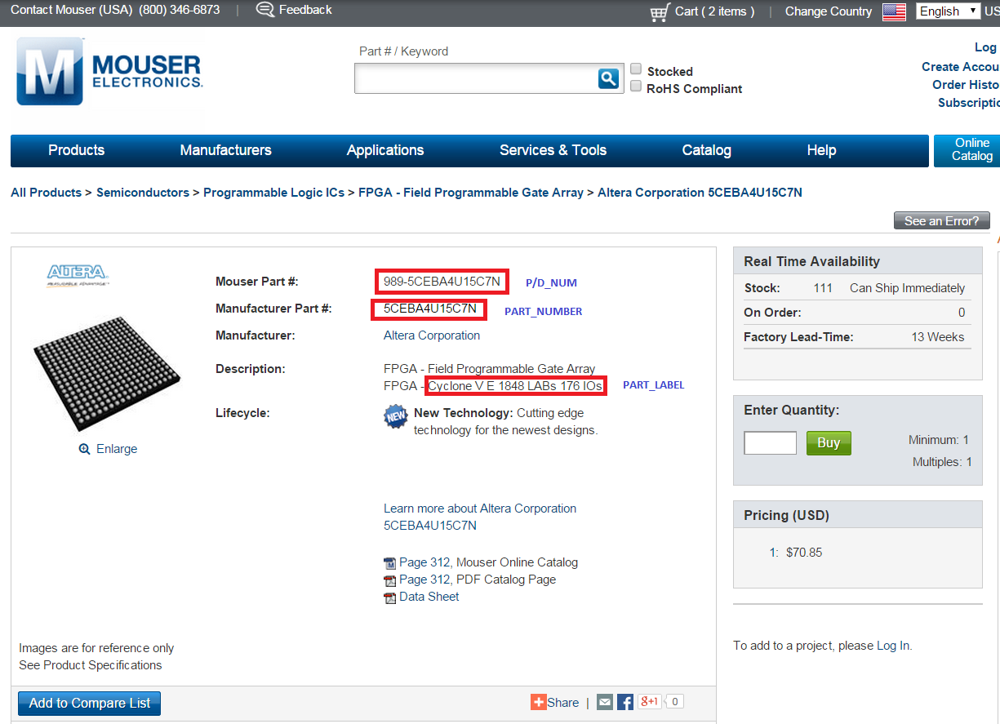 Contact Mouser (USA) (800) 346-6873 | Feedback Cart ( 2 items ) | Change Country English US
MOUSER
ELECTRONICS.
Part # / Keyword
Stocked
RoHS Compliant
Log
Create Accou
Order Histo
Subscriptio
Products Manufacturers Applications Services & Tools Catalog Help Online Catalog
All Products > Semiconductors > Programmable Logic ICs > FPGA - Field Programmable Gate Array > Altera Corporation 5CEBA4U15C7N
See an Error?
ALTERA
MEASURABLE ADVANTAGE™
Enlarge
Mouser Part #: 989-5CEBA4U15C7N P/D_NUM
Manufacturer Part #: 5CEBA4U15C7N PART_NUMBER
Manufacturer: Altera Corporation
Description: FPGA - Field Programmable Gate Array
FPGA - Cyclone V E 1848 LABs 176 IOs PART_LABEL
Lifecycle: NEW New Technology: Cutting edge
technology for the newest designs.
Learn more about Altera Corporation
5CEBA4U15C7N
Page 312, Mouser Online Catalog
Page 312, PDF Catalog Page
Data Sheet
Images are for reference only
See Product Specifications
Add to Compare List
Share | g+1 0
Real Time Availability
Stock: 111 Can Ship Immediately
On Order: 0
Factory Lead-Time: 13 Weeks
Enter Quantity:
Buy
Minimum: 1
Multiples: 1
Pricing (USD)
1: $70.85
To add to a project, please Log In.